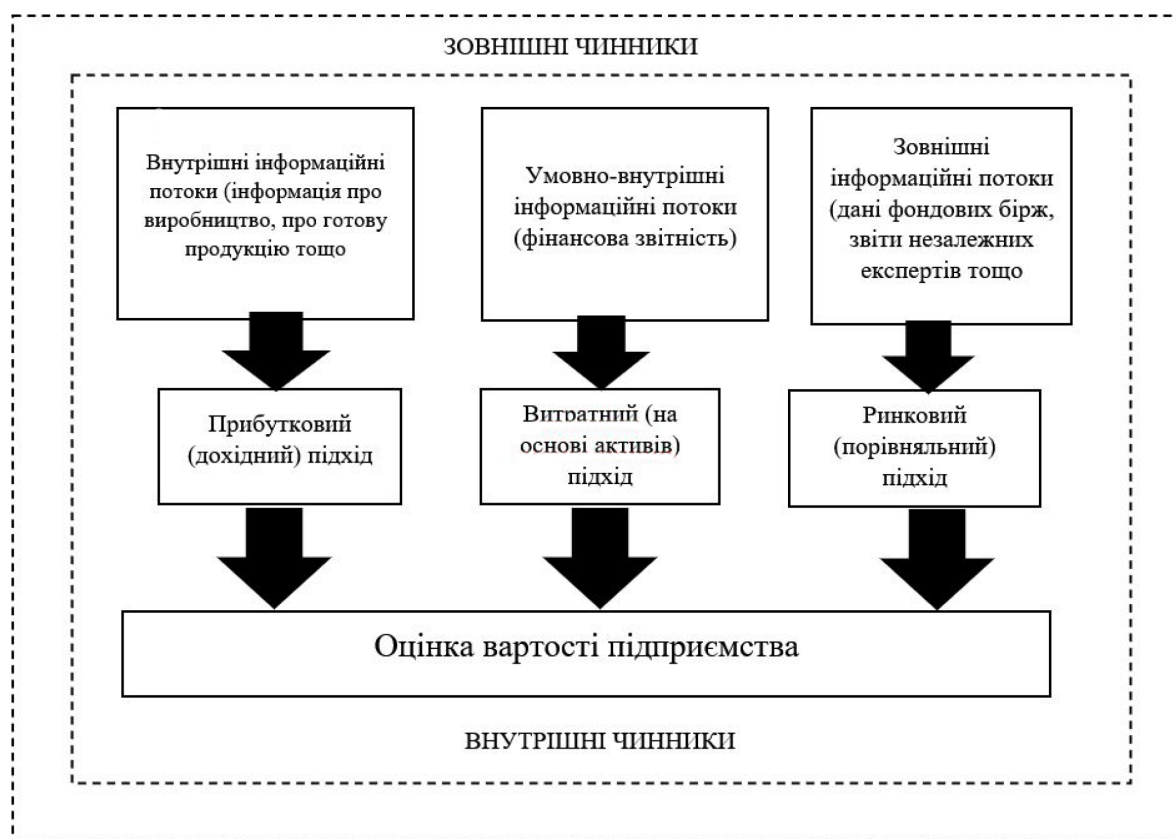 ЗОВНІШНІ ЧИННИКИ
Внутрішні інформаційні
потоки (інформація про
виробництво, про готову
продукцію тощо
Умовно-внутрішні
інформаційні потоки
(фінансова звітність)
Зовнішні
інформаційні потоки
(дані фондових бірж,
звіти незалежних
експертів тощо
Прибутковий
(дохідний) підхід
Витратний (на
основі активів)
підхід
Ринковий
(порівняльний)
підхід
Оцінка вартості підприємства
ВНУТРІШНІ ЧИННИКИ